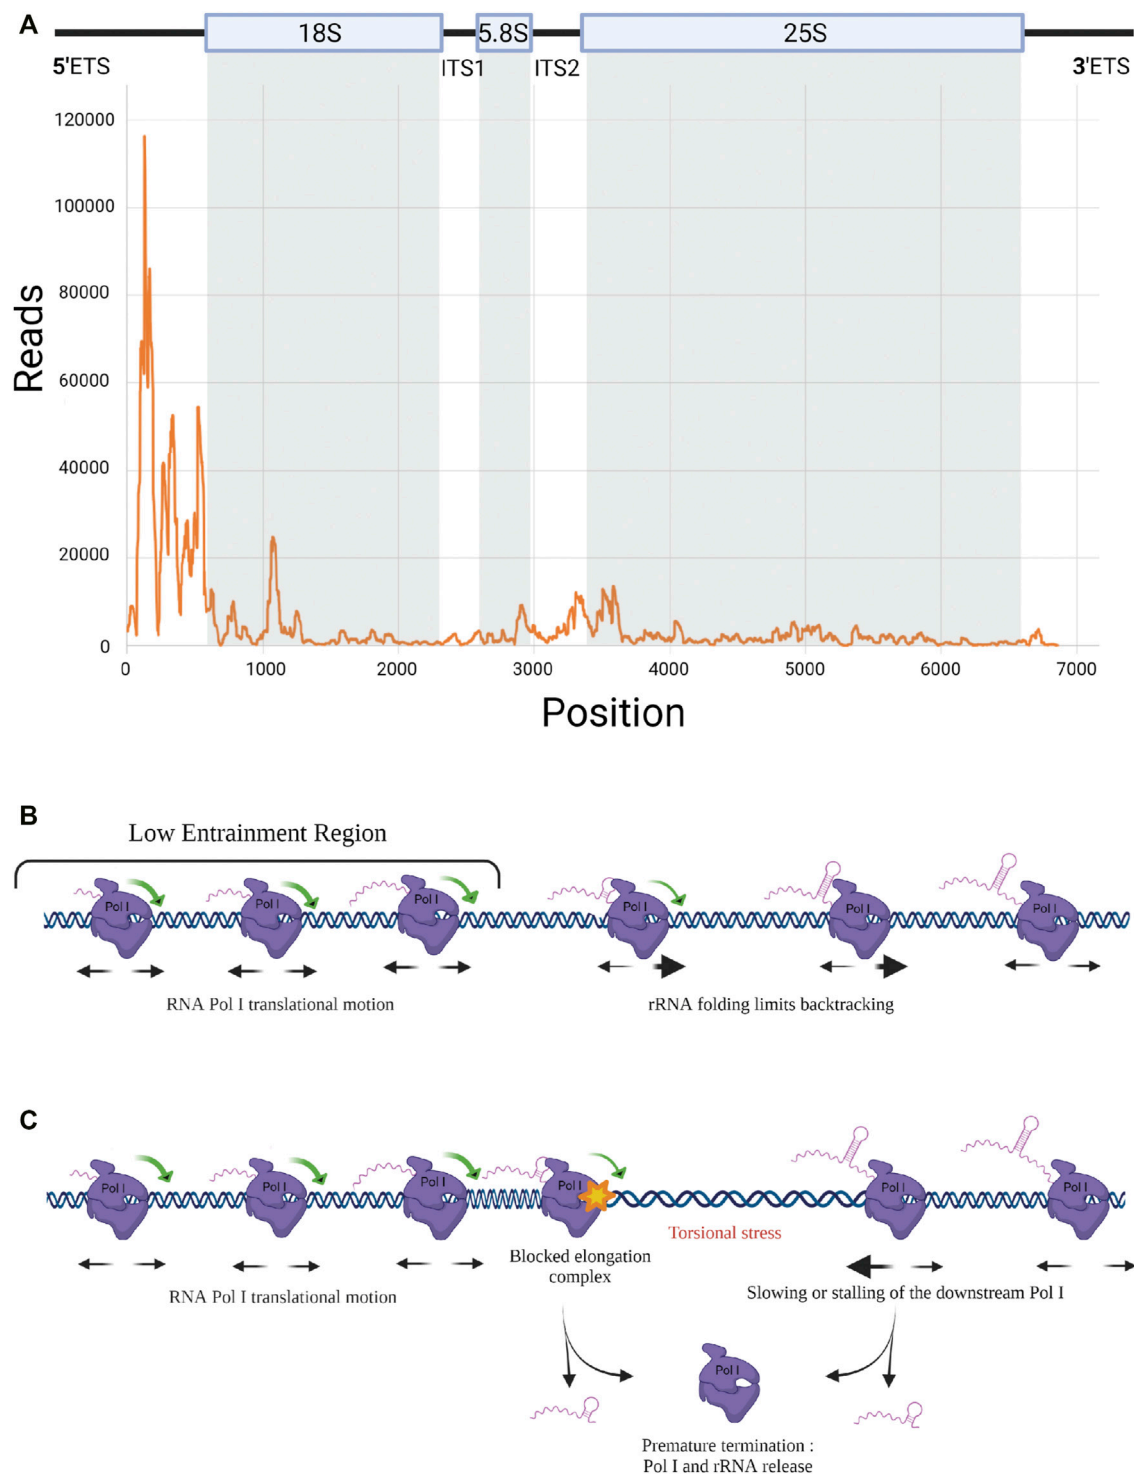 A
18S
5.8S
25S
5'ETS
ITS1
ITS2
3'ETS
120000
100000
80000
60000
40000
20000
0
Reads
0
1000
2000
3000
4000
5000
6000
7000
Position
B
Low Entrainment Region
Pol I
Pol I
Pol I
Pol I
Pol I
Pol I
RNA Pol I translational motion
rRNA folding limits backtracking
C
Pol I
Pol I
Pol I
Pol I
Pol I
Pol I
Torsional stress
Blocked elongation
complex
RNA Pol I translational motion
Slowing or stalling of the downstream Pol I
Pol I
Premature termination :
Pol I and rRNA release